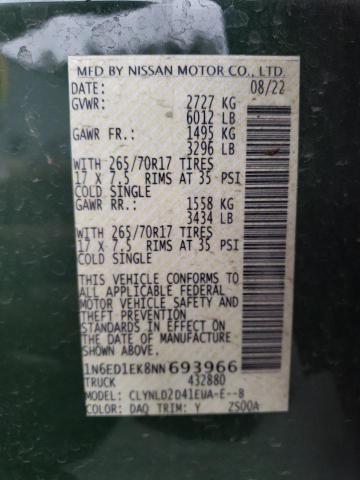 MFD BY NISSAN MOTOR CO., LTD.
DATE: 08/22
GVWR: 2727 KG
6012 LB
GAWR FR.: 1495 KG
3296 LB
WITH 265/70R17 TIRES
17 X 7.5 RIMS AT 35 PSI
COLD SINGLE
GAWR RR.: 1558 KG
3434 LB
WITH 265/70R17 TIRES
17 X 7.5 RIMS AT 35 PSI
COLD SINGLE
THIS VEHICLE CONFORMS TO
ALL APPLICABLE FEDERAL
MOTOR VEHICLE SAFETY AND
AND THEFT PREVENTION
STANDARDS IN EFFECT ON
THE DATE OF MANUFACTURE
SHOWN ABOVE.
1N6ED1EK8NN693966
TRUCK 432880
MODEL: CLYNLD2D41EUA-E--B
COLOR: DAQ TRIM: Y ZS00A